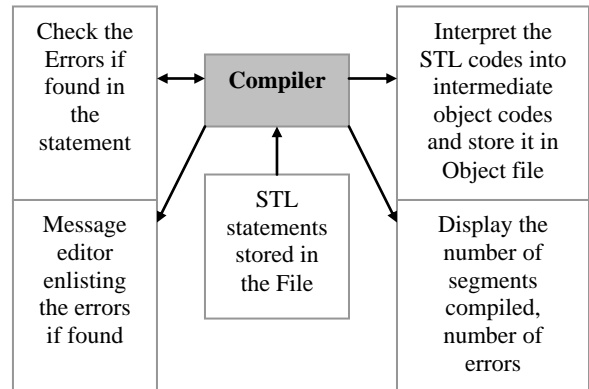 Check the
Errors if
found in
the
statement
Compiler
Interpret the
STL codes into
intermediate
object codes
and store it in
Object file
Message
editor
enlisting
the errors
if found
STL
statements
stored in
the File
Display the
number of
segments
compiled,
number of
errors